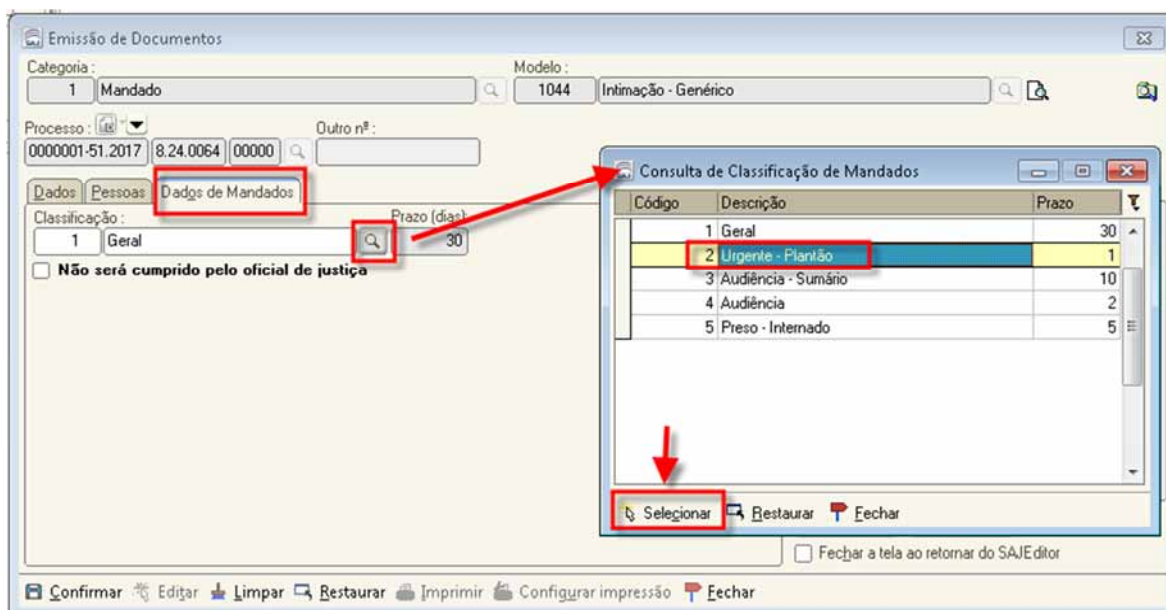 Emissão de Documentos
Categoria : Modelo :
1 Mandado 1044 Intimação - Genérico
Processo : Outro nº :
0000001-51.2017 8.24.0064 00000
Dados Pessoas Dados de Mandados
Classificação : Prazo (dias):
1 Geral 30
Não será cumprido pelo oficial de justiça
Consulta de Classificação de Mandados
Código Descrição Prazo
1 Geral 30
2 Urgente - Plantão 1
3 Audiência - Sumário 10
4 Audiência 2
5 Preso - Internado 5
Selecionar Restaurar Fechar
Fechar a tela ao retornar do SAJEditor
Confirmar Editar Limpar Restaurar Imprimir Configurar impressão Fechar